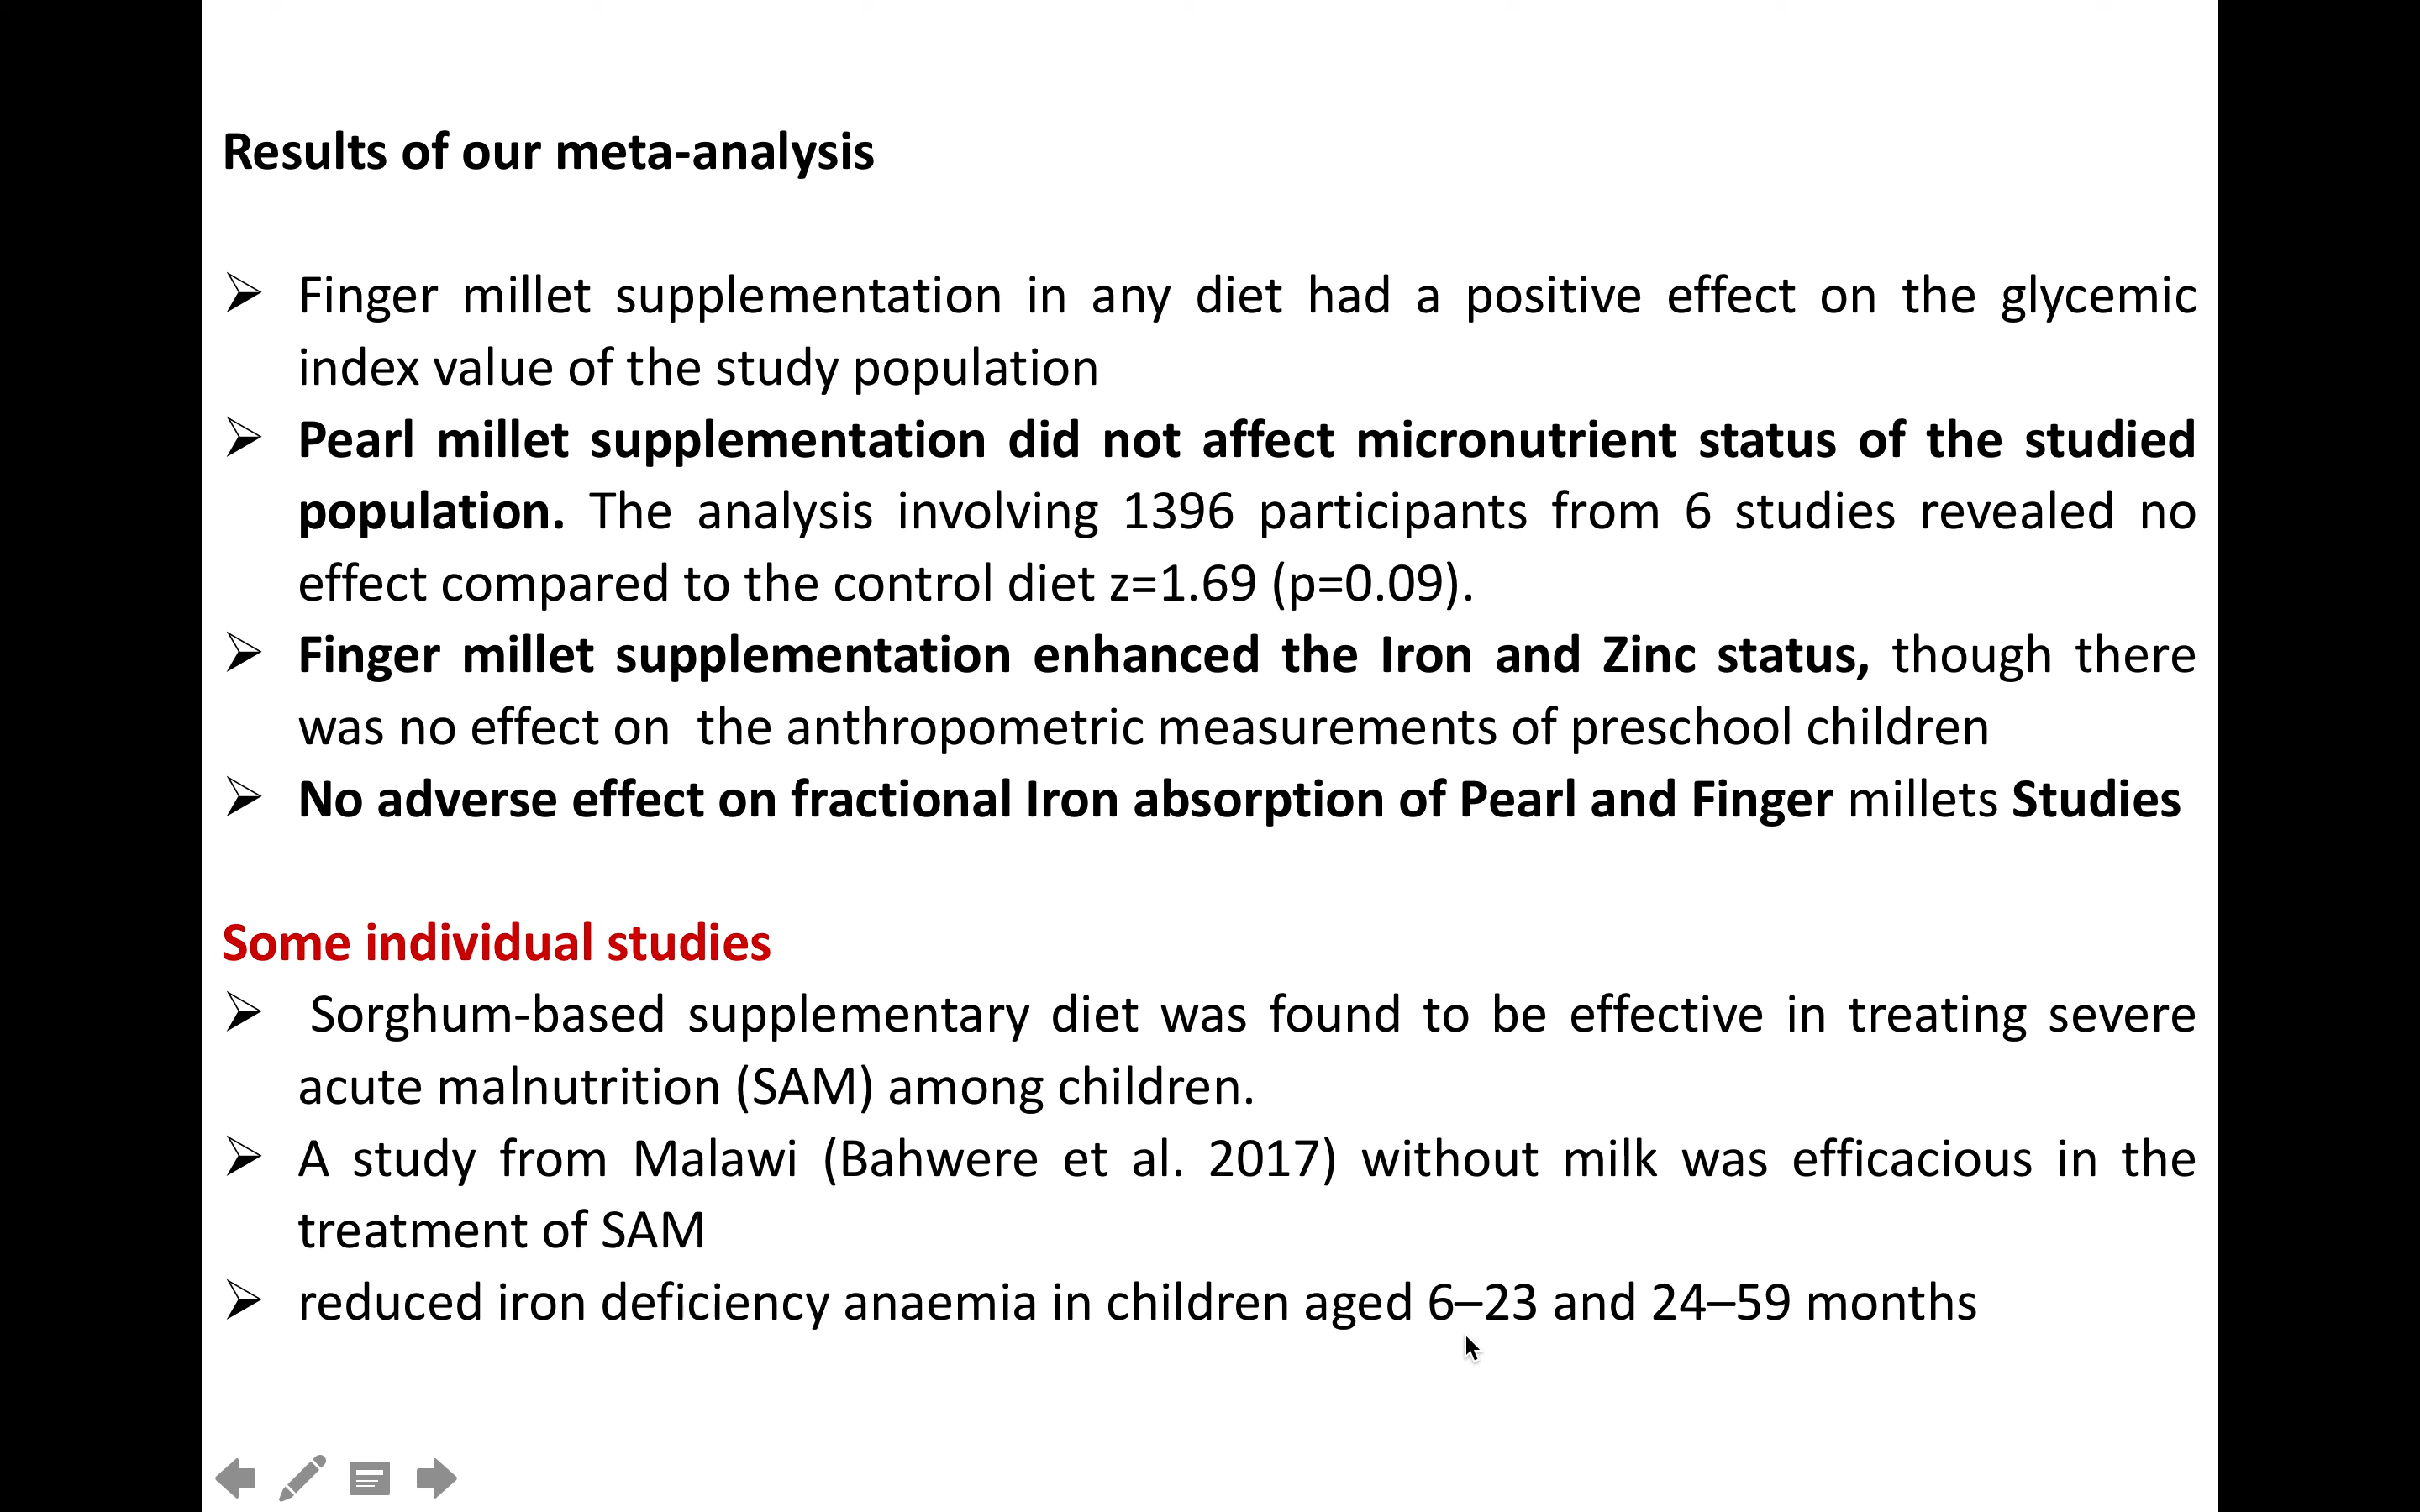 Results of our meta-analysis
➢ Finger millet supplementation in any diet had a positive effect on the glycemic
index value of the study population
➢ Pearl millet supplementation did not affect micronutrient status of the studied
population. The analysis involving 1396 participants from 6 studies revealed no
effect compared to the control diet z=1.69 (p=0.09).
➢ Finger millet supplementation enhanced the Iron and Zinc status, though there
was no effect on  the anthropometric measurements of preschool children
➢ No adverse effect on fractional Iron absorption of Pearl and Finger millets Studies
Some individual studies
➢ Sorghum-based supplementary diet was found to be effective in treating severe
acute malnutrition (SAM) among children.
➢ A study from Malawi (Bahwere et al. 2017) without milk was efficacious in the
treatment of SAM
➢ reduced iron deficiency anaemia in children aged 6–23 and 24–59 months